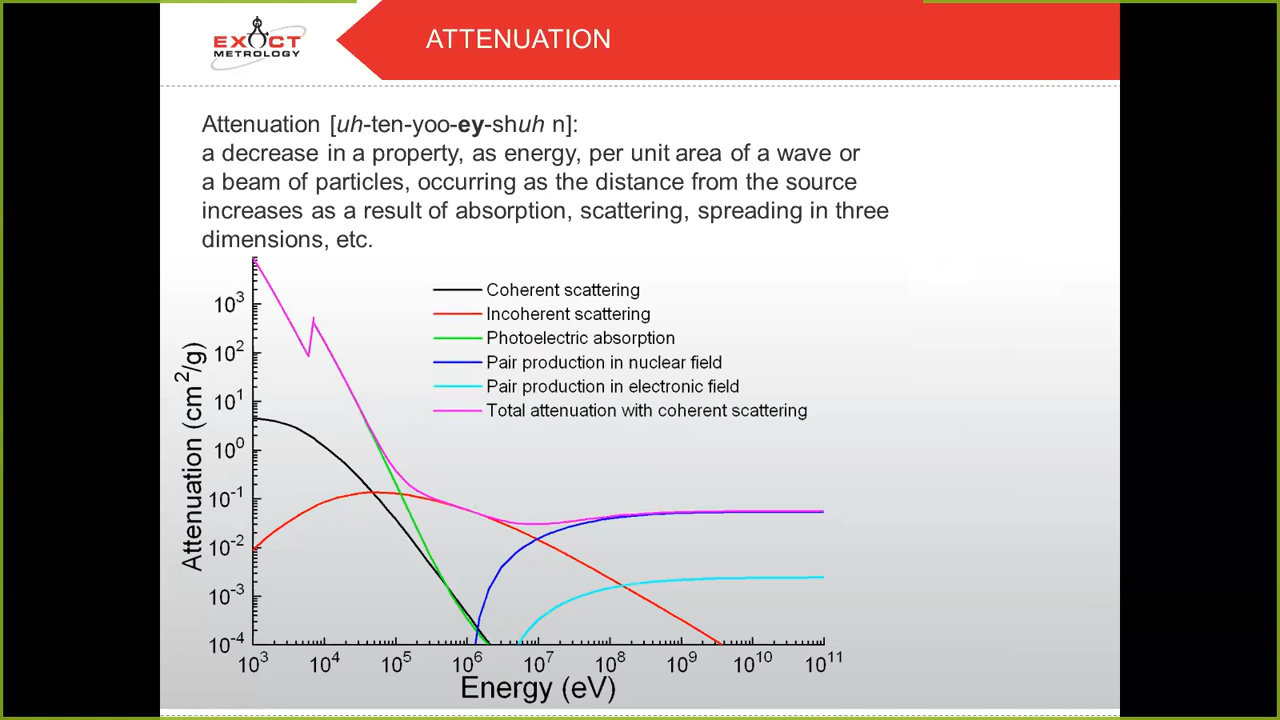 EXACT
METROLOGY
ATTENUATION
Attenuation [uh-ten-yoo-ey-shuh n]:
a decrease in a property, as energy, per unit area of a wave or
a beam of particles, occurring as the distance from the source
increases as a result of absorption, scattering, spreading in three
dimensions, etc.
Coherent scattering
Incoherent scattering
Photoelectric absorption
Pair production in nuclear field
Pair production in electronic field
Total attenuation with coherent scattering
Attenuation (cm²/g)
10³
10²
10¹
10⁰
10⁻¹
10⁻²
10⁻³
10⁻⁴
10³ 10⁴ 10⁵ 10⁶ 10⁷ 10⁸ 10⁹ 10¹⁰ 10¹¹
Energy (eV)